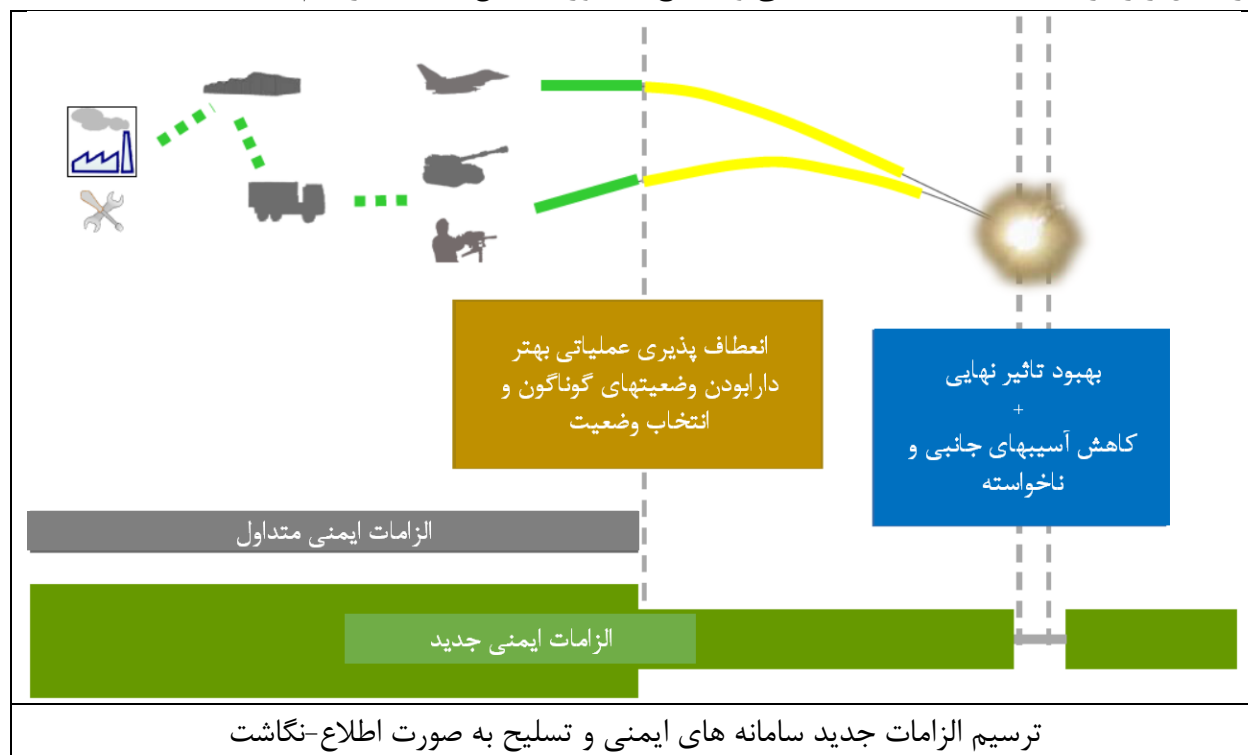 انعطاف پذیری عملیاتی بهتر
دارابودن وضعیتهای گوناگون و
انتخاب وضعیت
بهبود تاثیر نهایی
+
کاهش آسیبهای جانبی و
ناخواسته
الزامات ایمنی متداول
الزامات ایمنی جدید
ترسیم الزامات جدید سامانه های ایمنی و تسلیح به صورت اطلاع-نگاشت